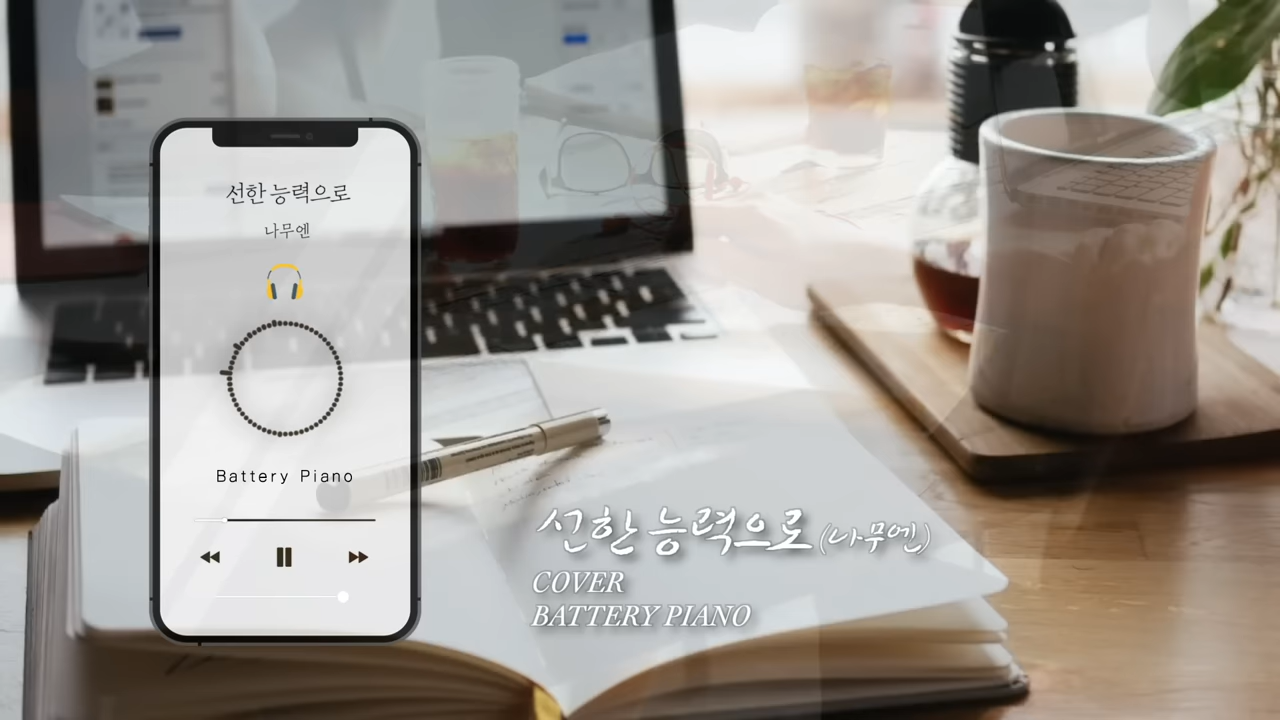 선한 능력으로
나무엔
Battery Piano
선한 능력으로 (나무엔)
COVER
BATTERY PIANO